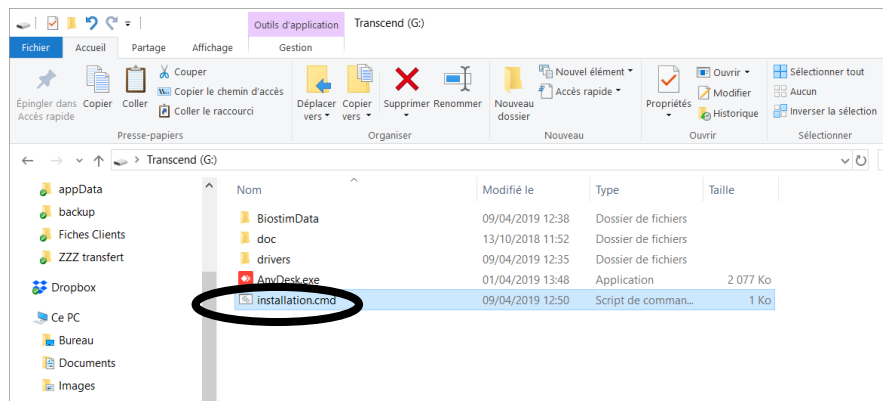 Outils d'application Transcend (G:)
Fichier Accueil Partage Affichage Gestion
Épingler dans Accès rapide
Copier
Coller
Couper
Copier le chemin d'accès
Coller le raccourci
Presse-papiers
Déplacer vers
Copier vers
Supprimer
Renommer
Organiser
Nouveau dossier
Nouvel élément
Accès rapide
Nouveau
Propriétés
Ouvrir
Modifier
Historique
Ouvrir
Sélectionner tout
Aucun
Inverser la sélection
Sélectionner
Transcend (G:)
appData
backup
Fiches Clients
ZZZ transfert
Dropbox
Ce PC
Bureau
Documents
Images
Nom Modifié le Type Taille
BiostimData 09/04/2019 12:38 Dossier de fichiers
doc 13/10/2018 11:52 Dossier de fichiers
drivers 09/04/2019 12:35 Dossier de fichiers
AnyDesk.exe 01/04/2019 13:48 Application 2 077 Ko
installation.cmd 09/04/2019 12:50 Script de comman... 1 Ko